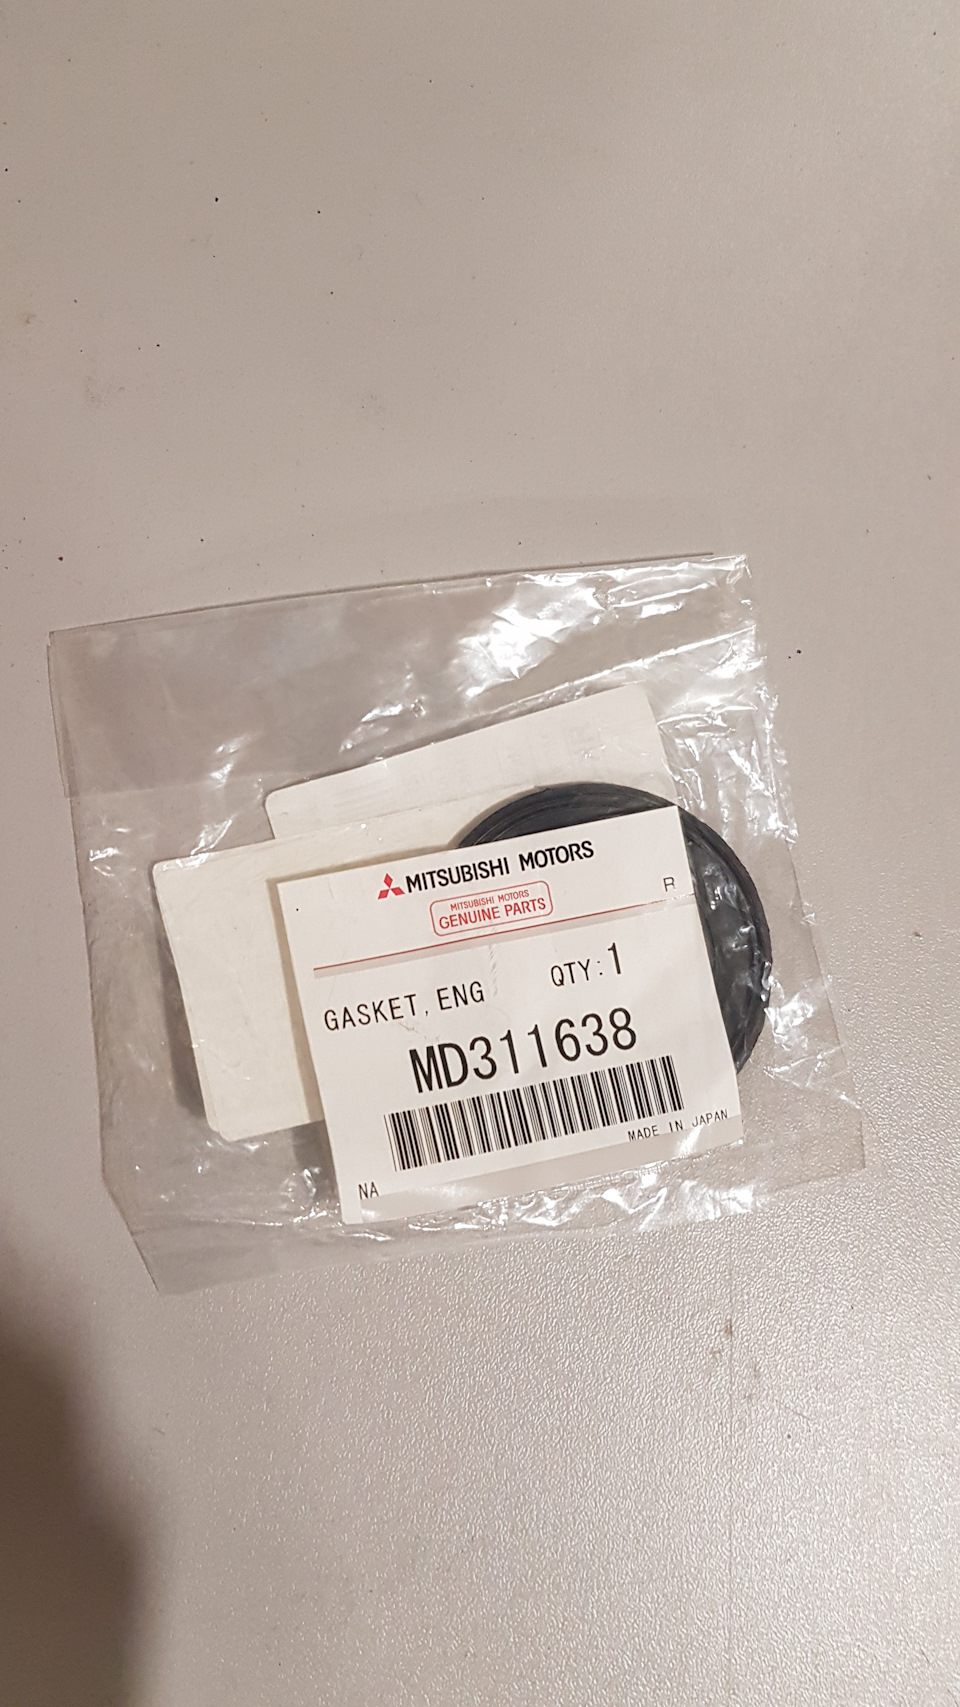 MITSUBISHI MOTORS
MITSUBISHI MOTORS
GENUINE PARTS
R
GASKET, ENG QTY:1
MD311638
MADE IN JAPAN
NA